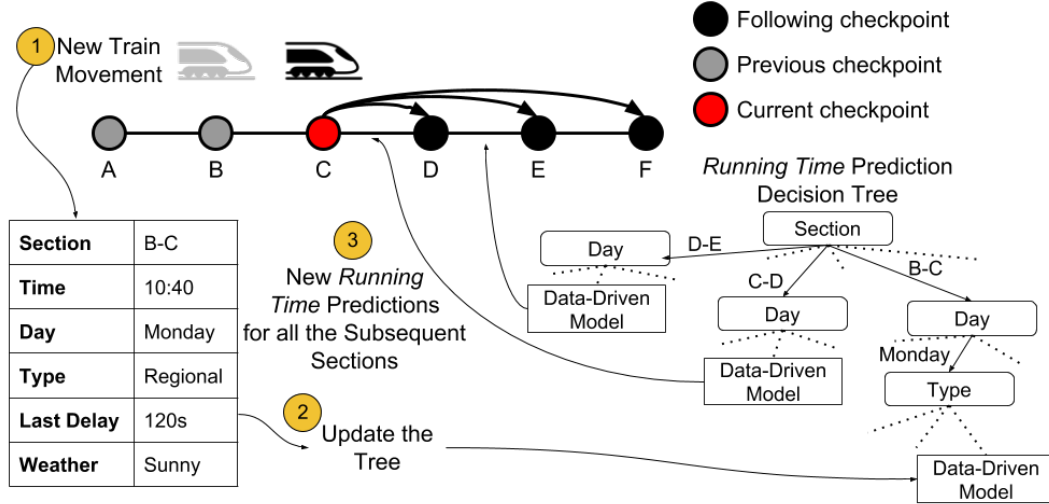 1
New Train
Movement
Following checkpoint
Previous checkpoint
Current checkpoint
A
B
C
D
E
F
Section
B-C
Time
10:40
Day
Monday
Type
Regional
Last Delay
120s
Weather
Sunny
3
New Running
Time Predictions
for all the Subsequent
Sections
2
Update the
Tree
Running Time Prediction
Decision Tree
Section
D-E
C-D
B-C
Day
Data-Driven
Model
Day
Data-Driven
Model
Day
Monday
Type
Data-Driven
Model